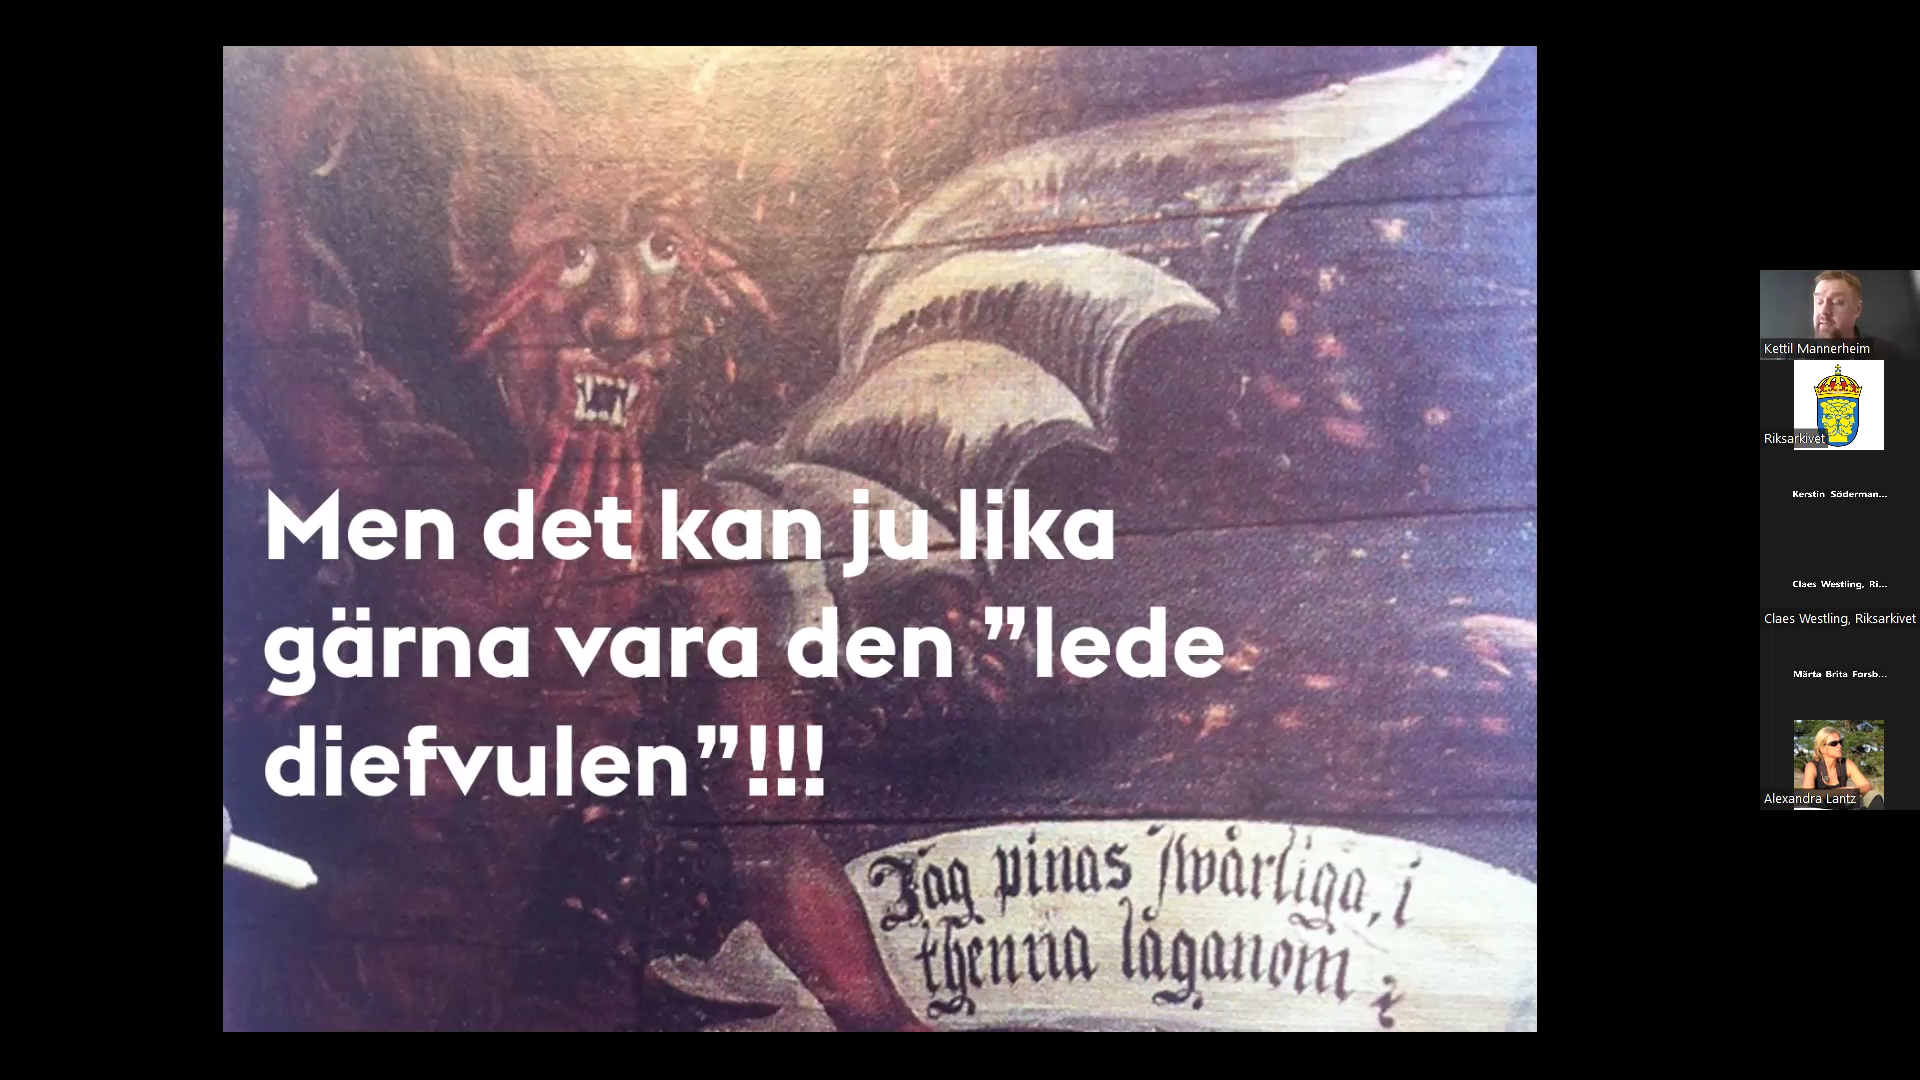 Men det kan ju lika
gärna vara den ”lede
diefvulen”!!!
Jag pinas swårliga, i
thenna låganom
Kettil Mannerheim
Riksarkivet
Kerstin Söderman...
Claes Westling, Ri...
Claes Westling, Riksarkivet
Märta Brita Forsb...
Alexandra Lantz